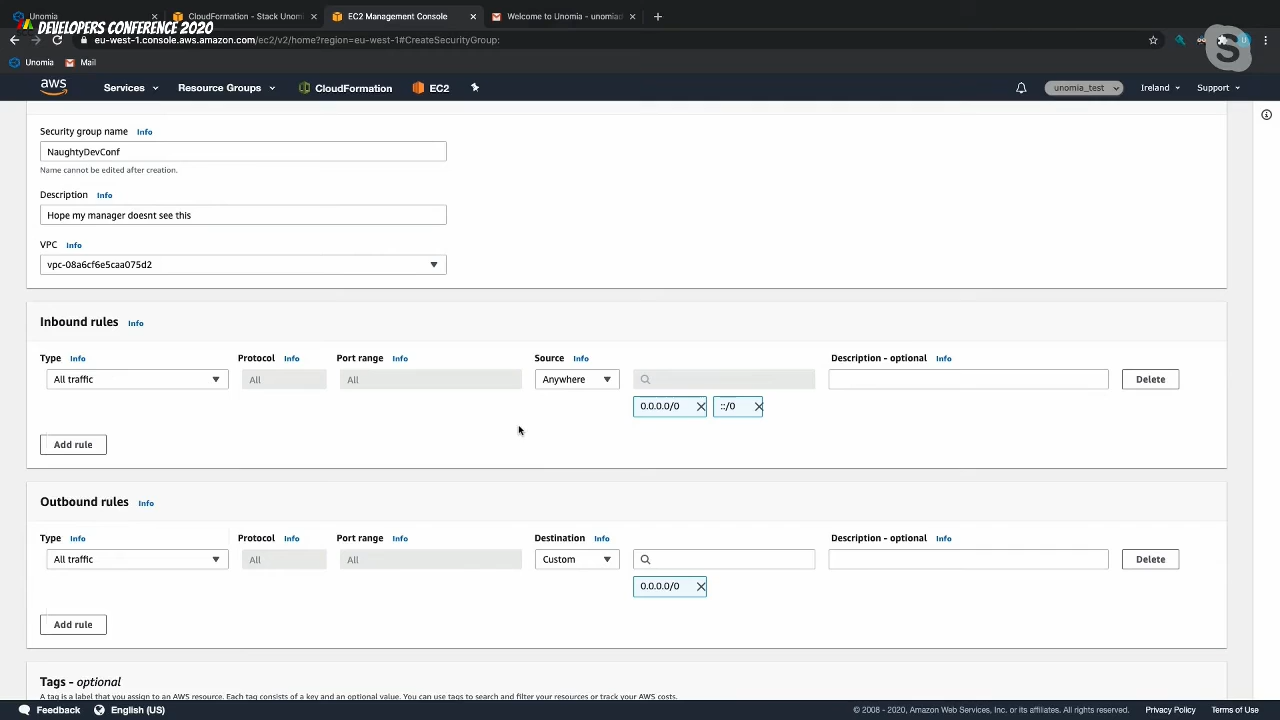 Unomia
CloudFormation - Stack Unomi
EC2 Management Console
Welcome to Unomia - unomia
DEVELOPERS CONFERENCE 2020
eu-west-1.console.aws.amazon.com/ec2/v2/home?region=eu-west-1#CreateSecurityGroup:
Unomia Mail
aws Services Resource Groups CloudFormation EC2 unomia_test Ireland Support
Security group name Info
NaughtyDevConf
Name cannot be edited after creation.
Description Info
Hope my manager doesnt see this
VPC Info
vpc-08a6cf6e5caa075d2
Inbound rules Info
Type Info Protocol Info Port range Info Source Info Description - optional Info
All traffic All All Anywhere Delete
0.0.0.0/0 ::/0
Add rule
Outbound rules Info
Type Info Protocol Info Port range Info Destination Info Description - optional Info
All traffic All All Custom Delete
0.0.0.0/0
Add rule
Tags - optional
A tag is a label that you assign to an AWS resource. Each tag consists of a key and an optional value. You can use tags to search and filter your resources or track your AWS costs.
Feedback English (US) © 2008 - 2020, Amazon Web Services, Inc. or its affiliates. All rights reserved. Privacy Policy Terms of Use